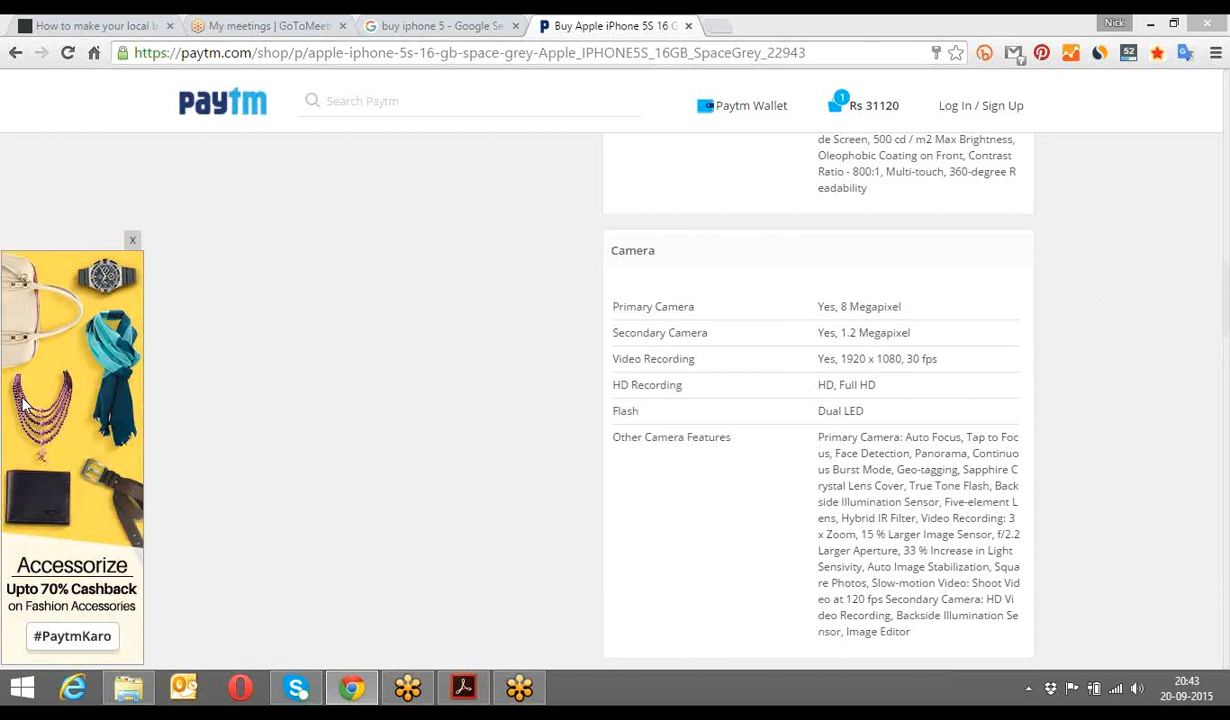 How to make your local b
My meetings | GoToMeet
buy iphone 5 - Google Se
Buy Apple iPhone 5S 16 G
Nick
https://paytm.com/shop/p/apple-iphone-5s-16-gb-space-grey-Apple_IPHONE5S_16GB_SpaceGrey_22943
52
paytm
Search Paytm
Paytm Wallet
1
Rs 31120
Log In / Sign Up
de Screen, 500 cd / m2 Max Brightness,
Oleophobic Coating on Front, Contrast
Ratio - 800:1, Multi-touch, 360-degree R
eadability
X
Camera
Primary Camera
Yes, 8 Megapixel
Secondary Camera
Yes, 1.2 Megapixel
Video Recording
Yes, 1920 x 1080, 30 fps
HD Recording
HD, Full HD
Flash
Dual LED
Other Camera Features
Primary Camera: Auto Focus, Tap to Foc
us, Face Detection, Panorama, Continuo
us Burst Mode, Geo-tagging, Sapphire C
rystal Lens Cover, True Tone Flash, Back
side Illumination Sensor, Five-element L
ens, Hybrid IR Filter, Video Recording: 3
x Zoom, 15 % Larger Image Sensor, f/2.2
Larger Aperture, 33 % Increase in Light
Sensivity, Auto Image Stabilization, Squa
re Photos, Slow-motion Video: Shoot Vid
eo at 120 fps Secondary Camera: HD Vi
deo Recording, Backside Illumination Se
nsor, Image Editor
Accessorize
Upto 70% Cashback
on Fashion Accessories
#PaytmKaro
20:43
20-09-2015